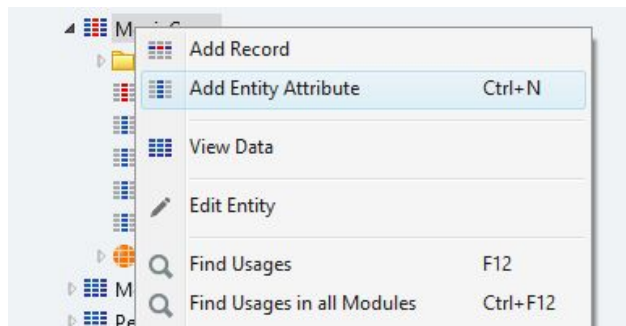 Add Record
Add Entity Attribute Ctrl+N
View Data
Edit Entity
Find Usages F12
Find Usages in all Modules Ctrl+F12